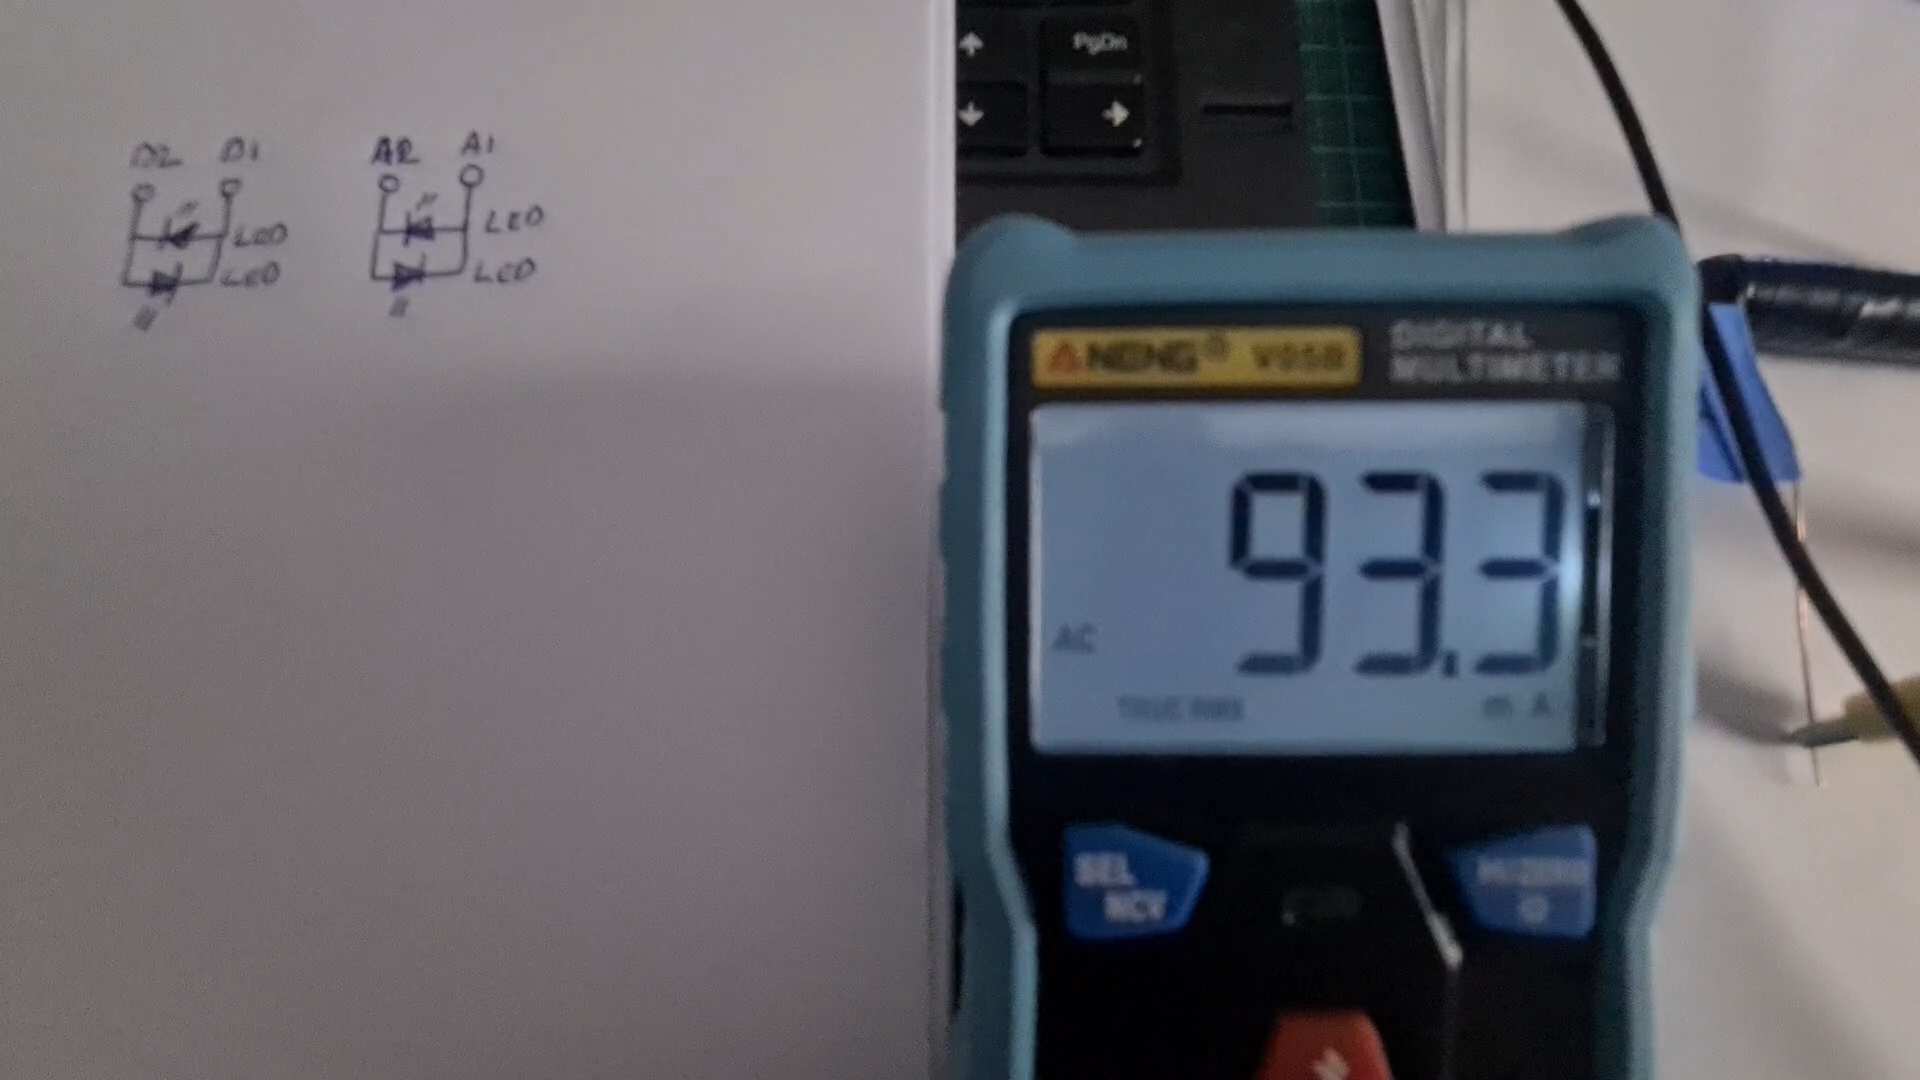 D2 D1 A2 A1
LED LED
LED LED
PgDn
ANENG V05B
DIGITAL
MULTIMETER
93.3
AC
TRUE RMS mA
SEL
NCV